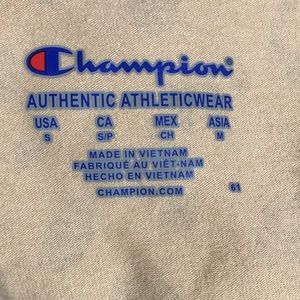 Champion
AUTHENTIC ATHLETICWEAR
USA CA MEX ASIA
S S/P CH M
MADE IN VIETNAM
FABRIQUÉ AU VIÊT-NAM
HECHO EN VIETNAM
CHAMPION.COM
61